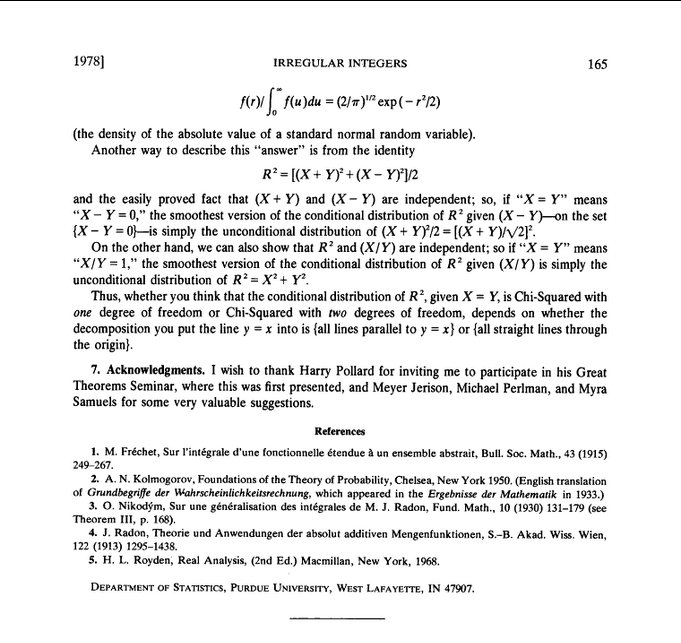 1978] IRREGULAR INTEGERS 165
f(r)/∫₀^∞ f(u)du = (2/π)^{1/2} exp(− r²/2)
(the density of the absolute value of a standard normal random variable).
Another way to describe this “answer” is from the identity
R² = [(X + Y)² + (X − Y)²]/2
and the easily proved fact that (X + Y) and (X − Y) are independent; so, if “X = Y” means
“X − Y = 0,” the smoothest version of the conditional distribution of R² given (X − Y)—on the set
{X − Y = 0}—is simply the unconditional distribution of (X + Y)²/2 = [(X + Y)/√2]².
On the other hand, we can also show that R² and (X/Y) are independent; so if “X = Y” means
“X/Y = 1,” the smoothest version of the conditional distribution of R² given (X/Y) is simply the
unconditional distribution of R² = X² + Y².
Thus, whether you think that the conditional distribution of R², given X = Y, is Chi-Squared with
one degree of freedom or Chi-Squared with two degrees of freedom, depends on whether the
decomposition you put the line y = x into is {all lines parallel to y = x} or {all straight lines through
the origin}.
7. Acknowledgments. I wish to thank Harry Pollard for inviting me to participate in his Great
Theorems Seminar, where this was first presented, and Meyer Jerison, Michael Perlman, and Myra
Samuels for some very valuable suggestions.
References
1. M. Fréchet, Sur l’intégrale d’une fonctionnelle étendue à un ensemble abstrait, Bull. Soc. Math., 43 (1915)
249–267.
2. A. N. Kolmogorov, Foundations of the Theory of Probability, Chelsea, New York 1950. (English translation
of Grundbegriffe der Wahrscheinlichkeitsrechnung, which appeared in the Ergebnisse der Mathematik in 1933.)
3. O. Nikodým, Sur une généralisation des intégrales de M. J. Radon, Fund. Math., 10 (1930) 131–179 (see
Theorem III, p. 168).
4. J. Radon, Theorie und Anwendungen der absolut additiven Mengenfunktionen, S.–B. Akad. Wiss. Wien,
122 (1913) 1295–1438.
5. H. L. Royden, Real Analysis, (2nd Ed.) Macmillan, New York, 1968.
DEPARTMENT OF STATISTICS, PURDUE UNIVERSITY, WEST LAFAYETTE, IN 47907.